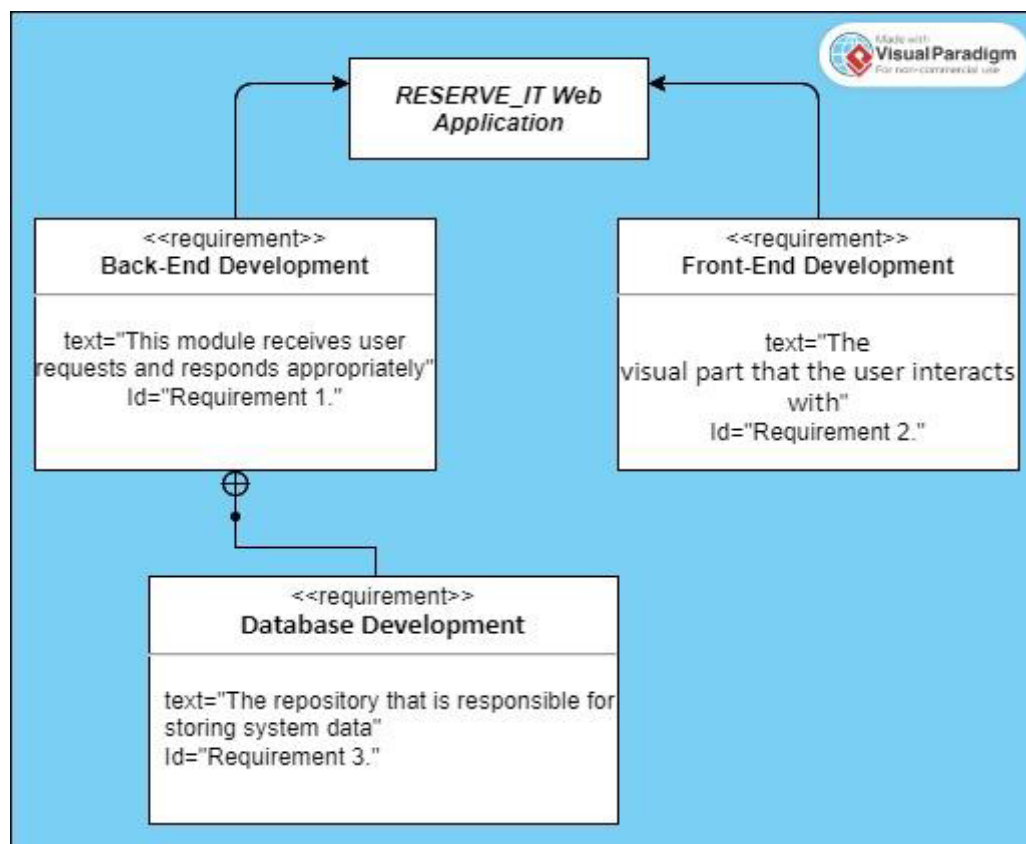 Made with
Visual Paradigm
For non-commercial use
RESERVE_IT Web
Application
<<requirement>>
Back-End Development
text="This module receives user
requests and responds appropriately"
Id="Requirement 1."
<<requirement>>
Front-End Development
text="The
visual part that the user interacts
with"
Id="Requirement 2."
<<requirement>>
Database Development
text="The repository that is responsible for
storing system data"
Id="Requirement 3."